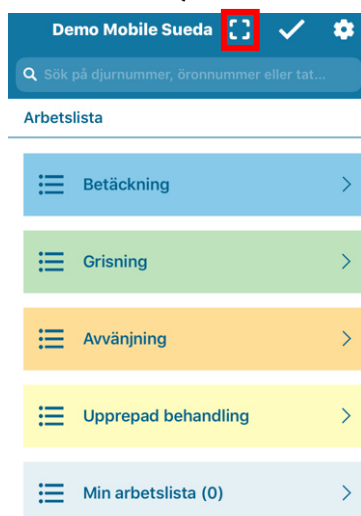 Demo Mobile Sueda
Sök på djurnummer, öronnummer eller tat...
Arbetslista
Betäckning
Grisning
Avvänjning
Upprepad behandling
Min arbetslista (0)